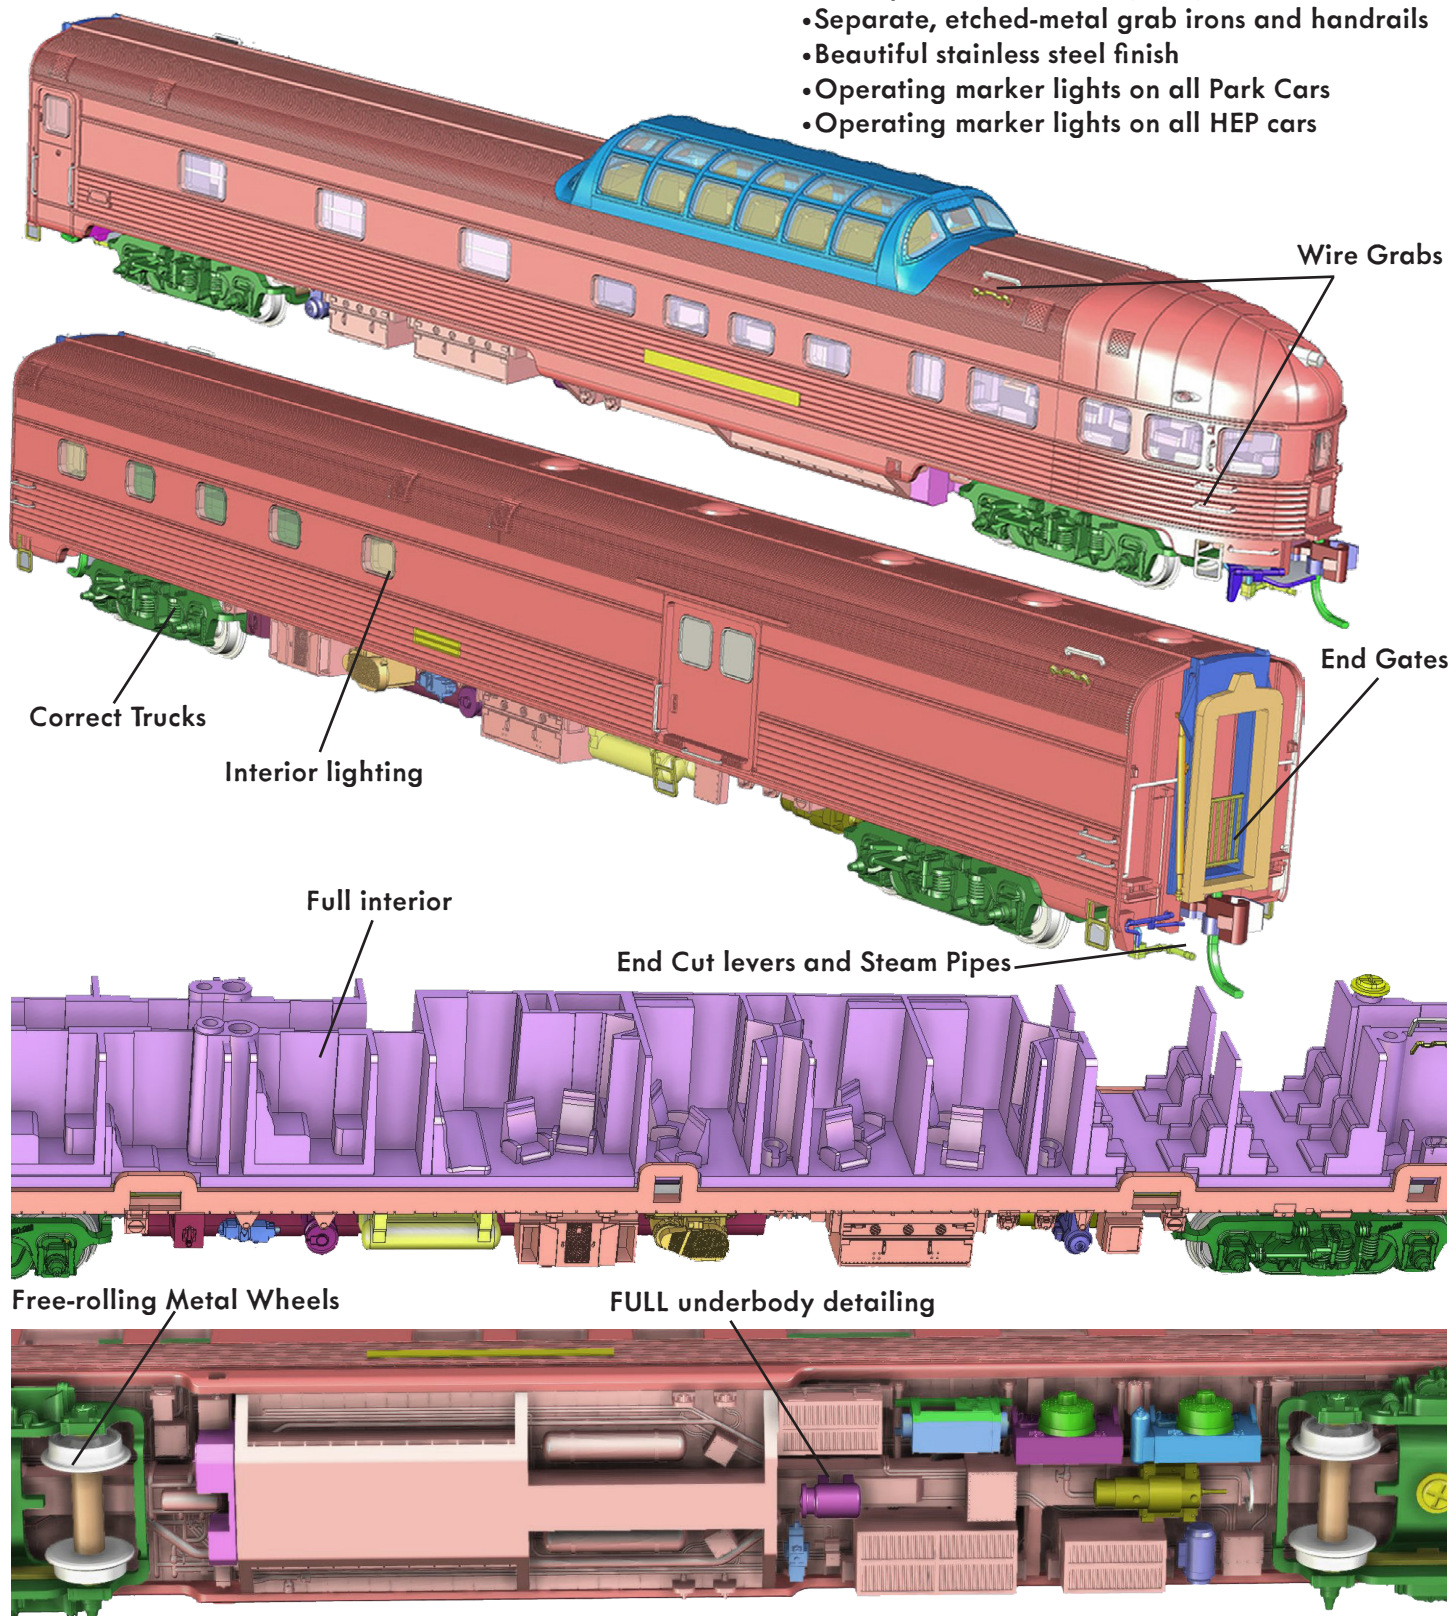 •Separate, etched-metal grab irons and handrails
•Beautiful stainless steel finish
•Operating marker lights on all Park Cars
•Operating marker lights on all HEP cars
Wire Grabs
End Gates
Correct Trucks
Interior lighting
Full interior
End Cut levers and Steam Pipes
Free-rolling Metal Wheels
FULL underbody detailing